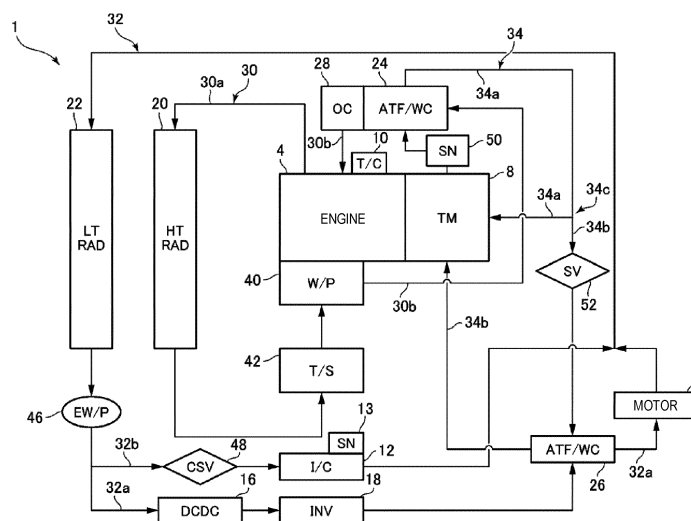 32
34
1
30
28
24
34a
22
20
30a
OC
ATF/WC
50
30b
10
SN
4
T/C
8
34a
34c
34b
LT
RAD
HT
RAD
ENGINE
TM
SV
40
W/P
30b
52
34b
42
T/S
46
EW/P
13
MOTOR
32b
48
SN
12
CSV
I/C
ATF/WC
32a
16
18
26
32a
DCDC
INV